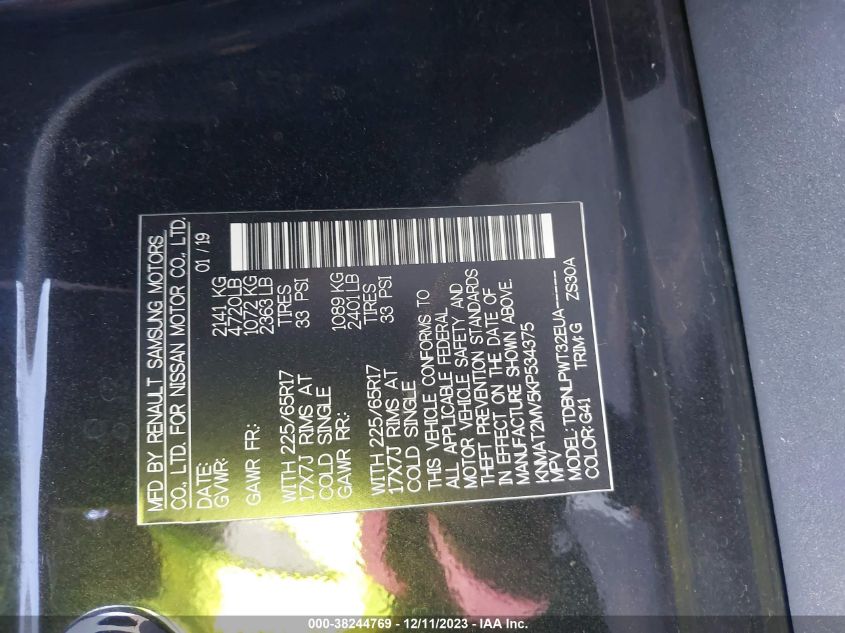 MFD BY RENAULT SAMSUNG MOTORS
CO., LTD. FOR NISSAN MOTOR CO., LTD.
DATE: 01 / 19
GVWR: 2141 KG
4720LB
GAWR FR: 1072 KG
2363 LB
WITH 225/65R17 TIRES
17X7J RIMS AT 33 PSI
COLD SINGLE
GAWR RR: 1089 KG
2401 LB
WITH 225/65R17 TIRES
17X7J RIMS AT 33 PSI
COLD SINGLE
THIS VEHICLE CONFORMS TO
ALL APPLICABLE FEDERAL
MOTOR VEHICLE SAFETY AND
THEFT PREVENTION STANDARDS
IN EFFECT ON THE DATE OF
MANUFACTURE SHOWN ABOVE.
KNMAT2MV5KP534375
MPV
MODEL: TDBNLPWT32EUA-----
COLOR:G41 TRIM:G ZS30A
000-38244769 - 12/11/2023 - IAA Inc.